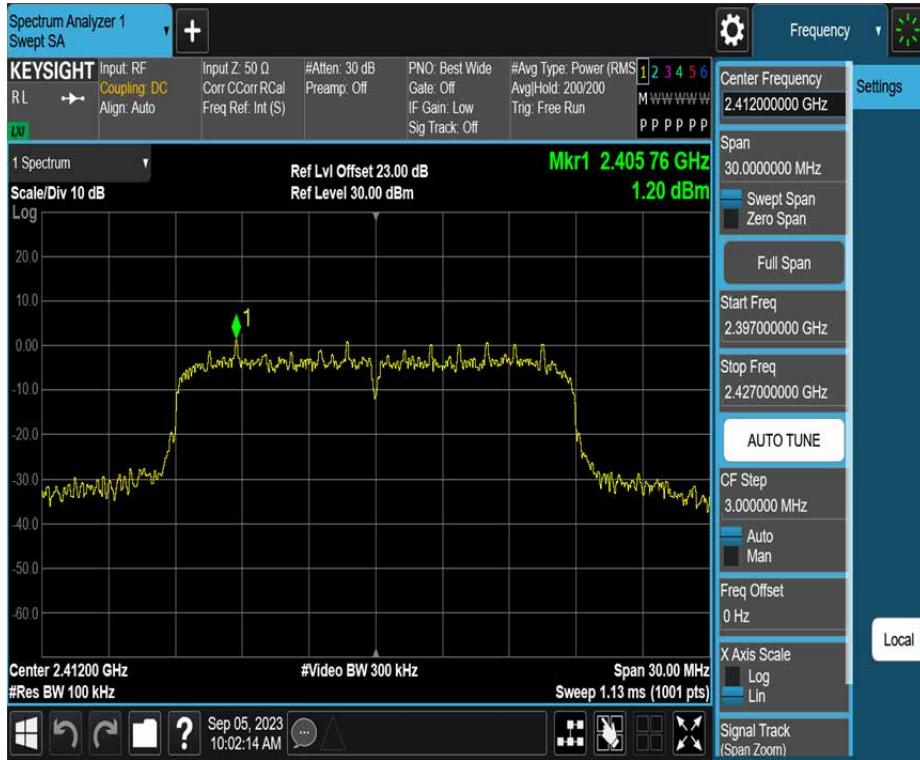 Spectrum Analyzer 1
Swept SA
+
Frequency
KEYSIGHT
RL
LXI
Input: RF
Coupling: DC
Align: Auto
Input Z: 50 Ω
Corr CCorr RCal
Freq Ref: Int (S)
#Atten: 30 dB
Preamp: Off
PNO: Best Wide
Gate: Off
IF Gain: Low
Sig Track: Off
#Avg Type: Power (RMS
Avg|Hold: 200/200
Trig: Free Run
1 2 3 4 5 6
M W W W W W
P P P P P P
1 Spectrum
Scale/Div 10 dB
Log
Ref Lvl Offset 23.00 dB
Ref Level 30.00 dBm
Mkr1 2.405 76 GHz
1.20 dBm
20.0
10.0
0.00
-10.0
-20.0
-30.0
-40.0
-50.0
-60.0
1
Center 2.41200 GHz
#Res BW 100 kHz
#Video BW 300 kHz
Span 30.00 MHz
Sweep 1.13 ms (1001 pts)
?
Sep 05, 2023
10:02:14 AM
Center Frequency
2.412000000 GHz
Settings
Span
30.0000000 MHz
Swept Span
Zero Span
Full Span
Start Freq
2.397000000 GHz
Stop Freq
2.427000000 GHz
AUTO TUNE
CF Step
3.000000 MHz
Auto
Man
Freq Offset
0 Hz
Local
X Axis Scale
Log
Lin
Signal Track
(Span Zoom)